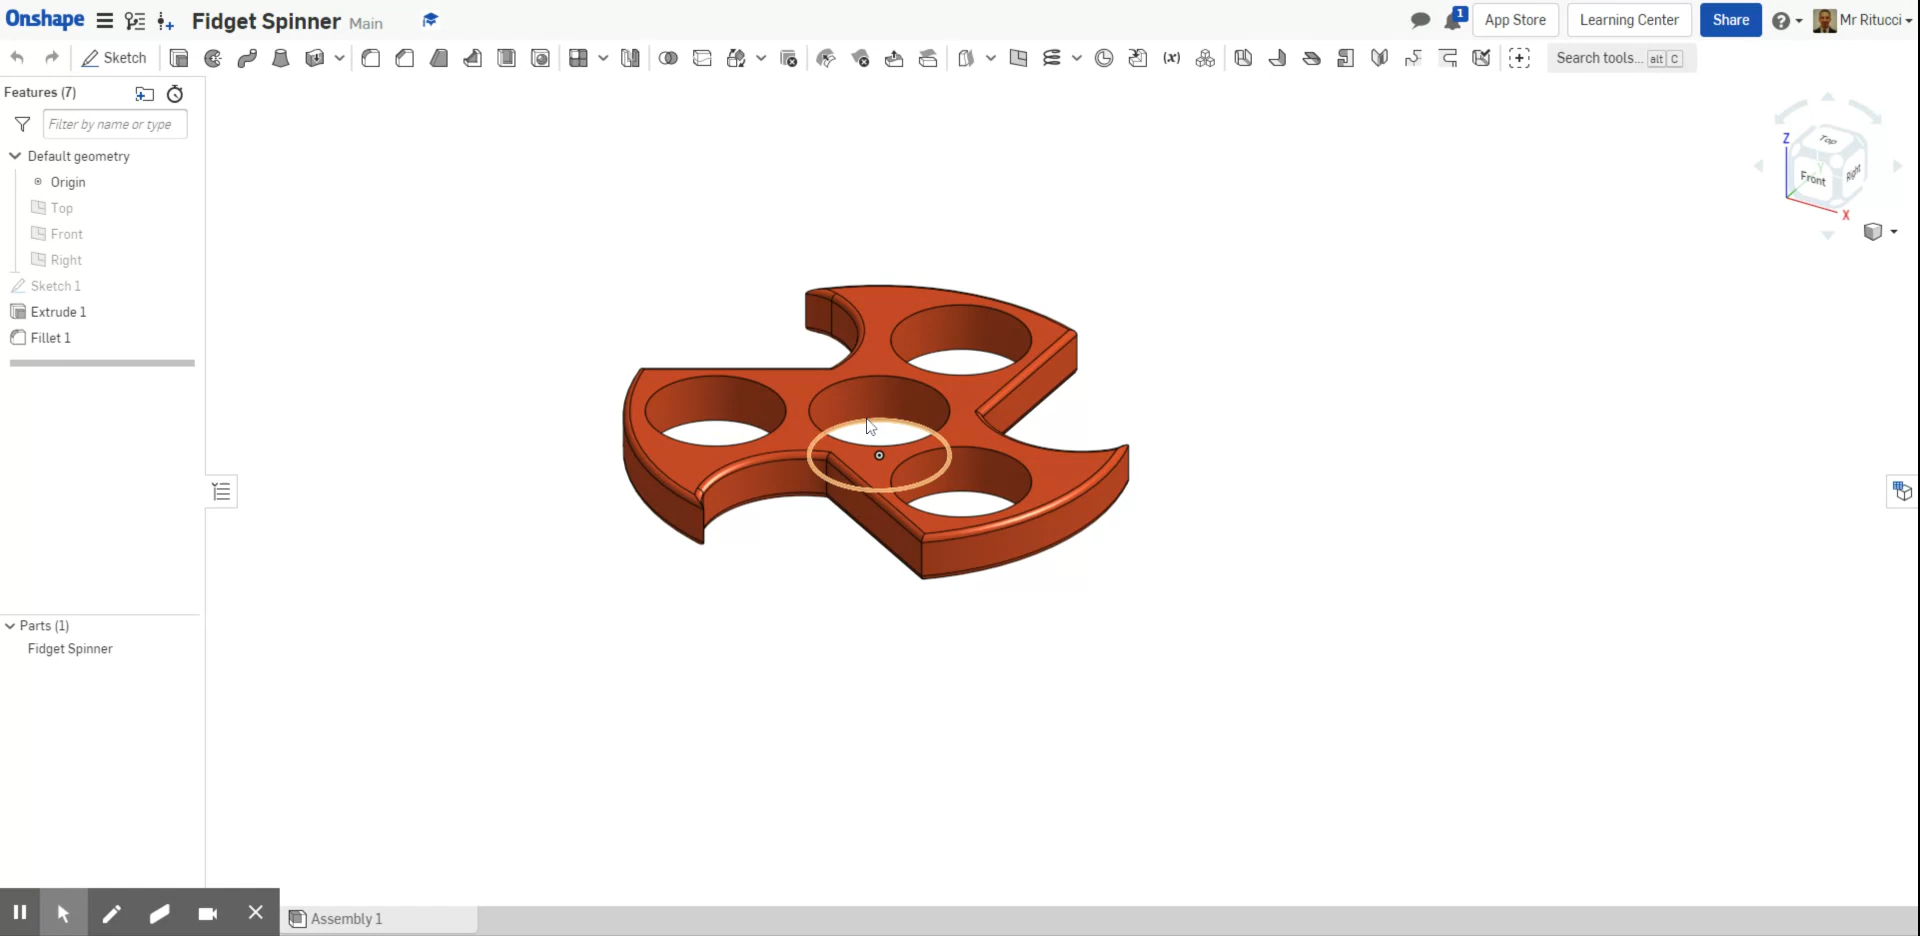 Onshape Fidget Spinner Main 1 App Store Learning Center Share Mr Ritucci
Sketch (x) Search tools... alt C
Features (7)
Filter by name or type
Default geometry
Origin
Top
Front
Right
Sketch 1
Extrude 1
Fillet 1
Z Top
Front Right
Y
X
Parts (1)
Fidget Spinner
Assembly 1